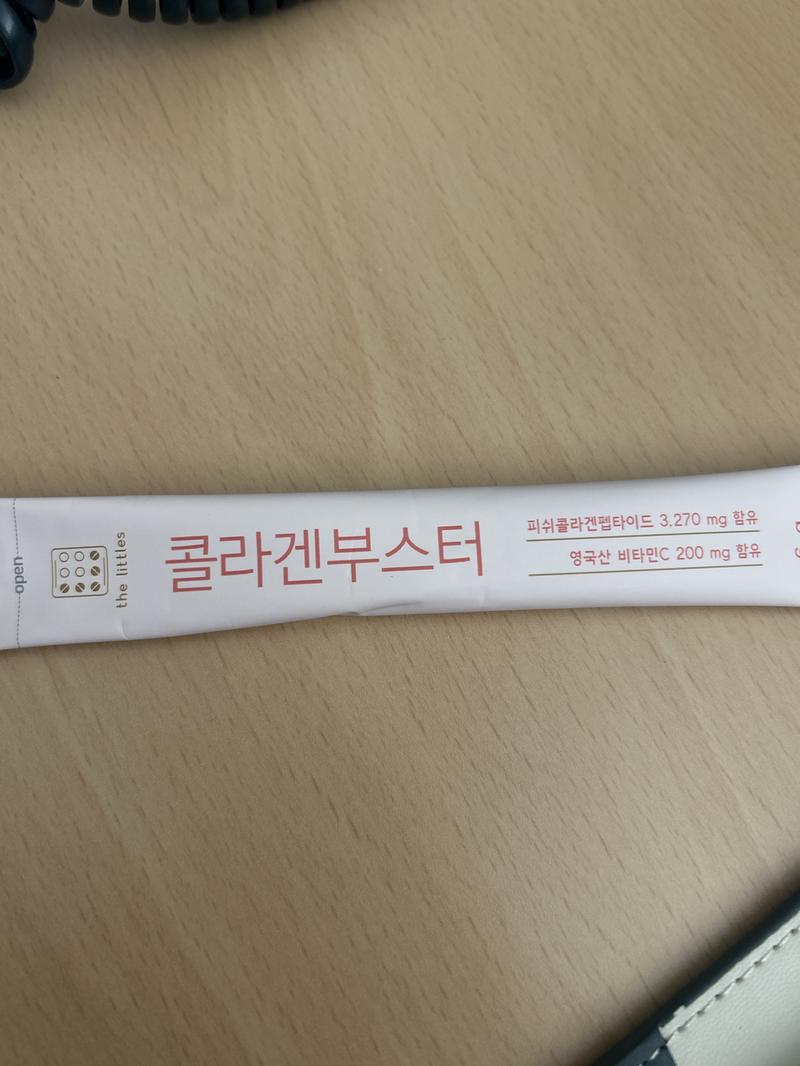 open
the littles
콜라겐부스터
피쉬콜라겐펩타이드 3,270 mg 함유
영국산 비타민C 200 mg 함유